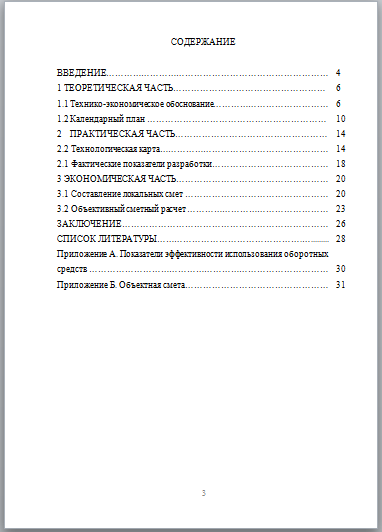 СОДЕРЖАНИЕ
ВВЕДЕНИЕ 4
1 ТЕОРЕТИЧЕСКАЯ ЧАСТЬ 6
1.1 Технико-экономическое обоснование 6
1.2 Календарный план 10
2 ПРАКТИЧЕСКАЯ ЧАСТЬ 14
2.2 Технологическая карта 14
2.1 Фактические показатели разработки 18
3 ЭКОНОМИЧЕСКАЯ ЧАСТЬ 20
3.1 Составление локальных смет 20
3.2 Объективный сметный расчет 23
ЗАКЛЮЧЕНИЕ 26
СПИСОК ЛИТЕРАТУРЫ 28
Приложение А. Показатели эффективности использования оборотных
средств 30
Приложение Б. Объектная смета 31
3